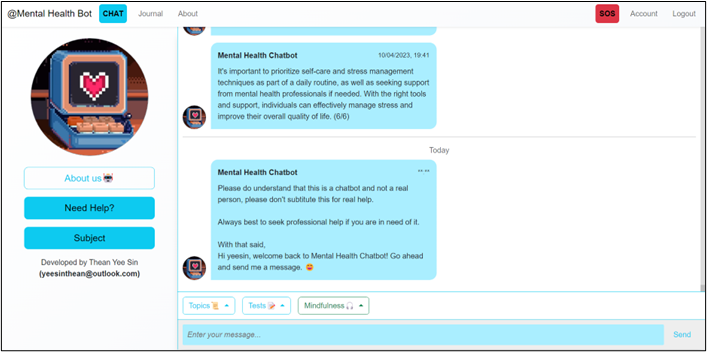 @Mental Health Bot CHAT Journal About SOS Account Logout
About us
Need Help?
Subject
Developed by Thean Yee Sin
(yeesinthean@outlook.com)
Mental Health Chatbot 10/04/2023, 19:41
It's important to prioritize self-care and stress management
techniques as part of a daily routine, as well as seeking support
from mental health professionals if needed. With the right tools
and support, individuals can effectively manage stress and
improve their overall quality of life. (6/6)
Today
Mental Health Chatbot
Please do understand that this is a chatbot and not a real
person, please don't subtitute this for real help.
Always best to seek professional help if you are in need of it.
With that said,
Hi yeesin, welcome back to Mental Health Chatbot! Go ahead
and send me a message. 😍
Topics Tests Mindfulness
Enter your message... Send